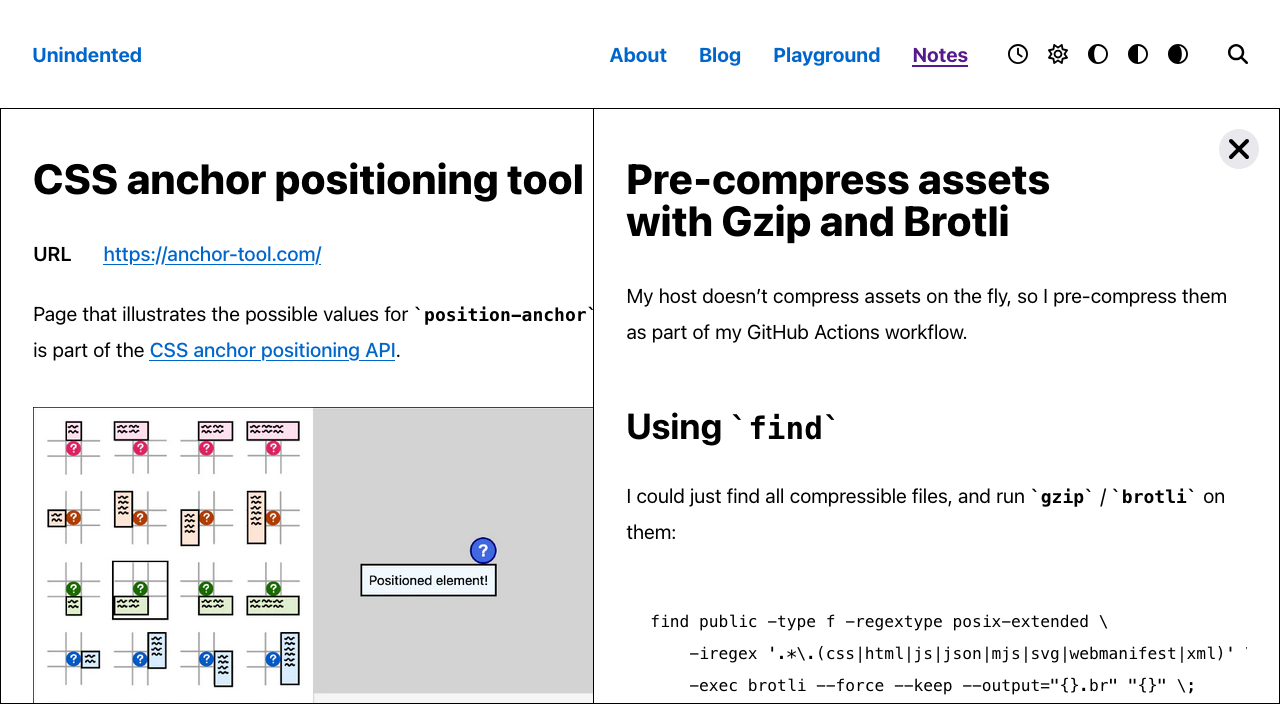 Unindented
About Blog Playground Notes
CSS anchor positioning tool
URL https://anchor-tool.com/
Page that illustrates the possible values for `position-anchor`
is part of the CSS anchor positioning API.
?
Positioned element!
Pre-compress assets
with Gzip and Brotli
My host doesn’t compress assets on the fly, so I pre-compress them
as part of my GitHub Actions workflow.
Using `find`
I could just find all compressible files, and run `gzip` / `brotli` on
them:
find public -type f -regextype posix-extended \
-iregex '.*\.(css|html|js|json|mjs|svg|webmanifest|xml)' \
-exec brotli --force --keep --output="{}.br" "{}" \;